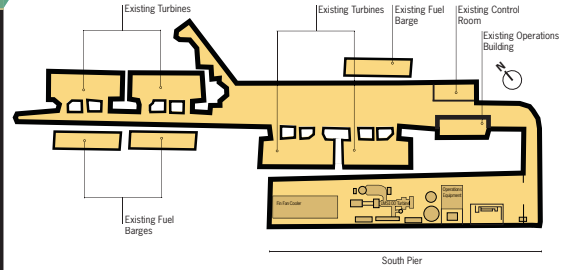 Existing Turbines
Existing Turbines
Existing Fuel
Barge
Existing Control
Room
Existing Operations
Building
N
Fin Fan Cooler
Operations
Equipment
Existing Fuel
Barges
South Pier